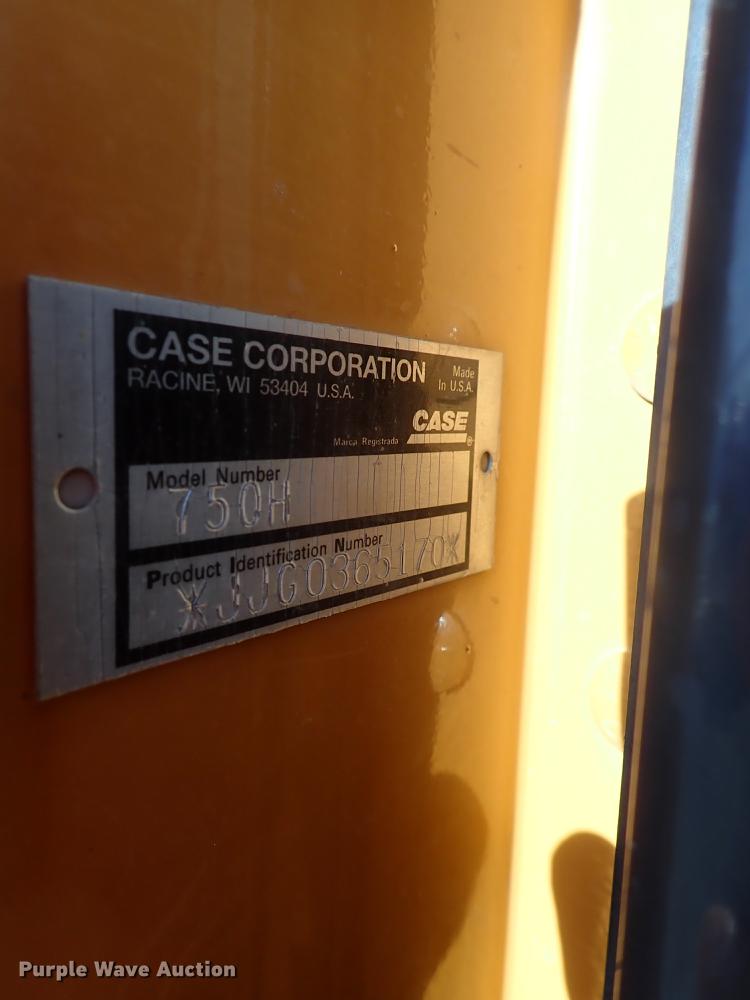 CASE CORPORATION
RACINE, WI 53404 U.S.A.
Made
In U.S.A.
CASE
Marca Registrada ®
Model Number
750H
Product Identification Number
*JJG0365170*
Purple Wave Auction